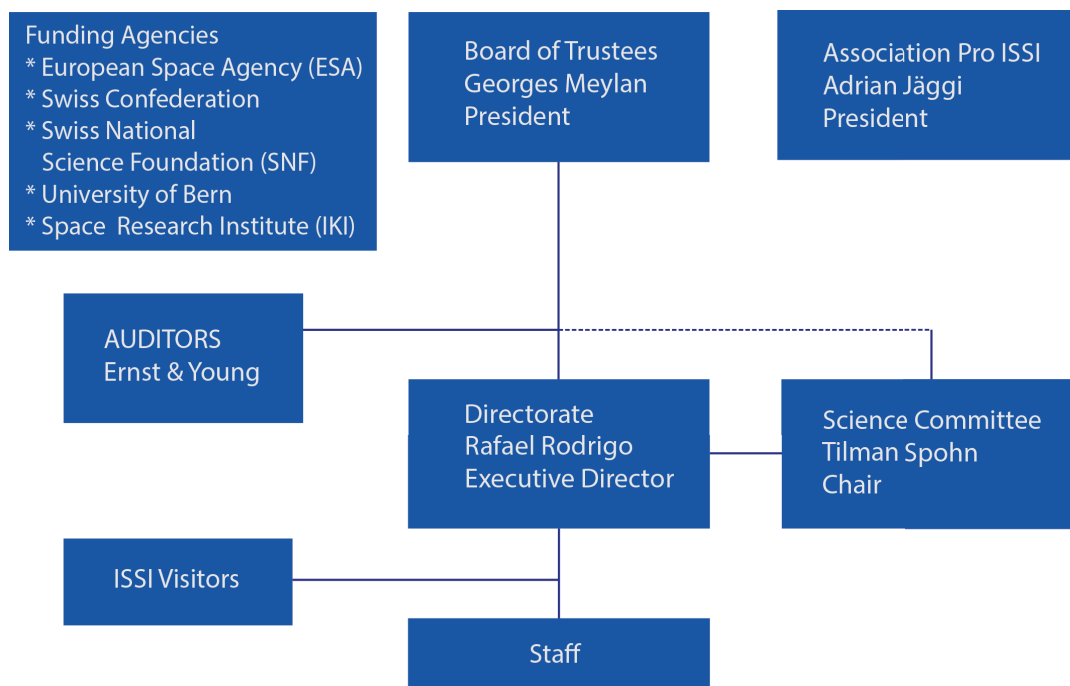 Funding Agencies
* European Space Agency (ESA)
* Swiss Confederation
* Swiss National
Science Foundation (SNF)
* University of Bern
* Space Research Institute (IKI)
Board of Trustees
Georges Meylan
President
Association Pro ISSI
Adrian Jäggi
President
AUDITORS
Ernst & Young
Directorate
Rafael Rodrigo
Executive Director
Science Committee
Tilman Spohn
Chair
ISSI Visitors
Staff